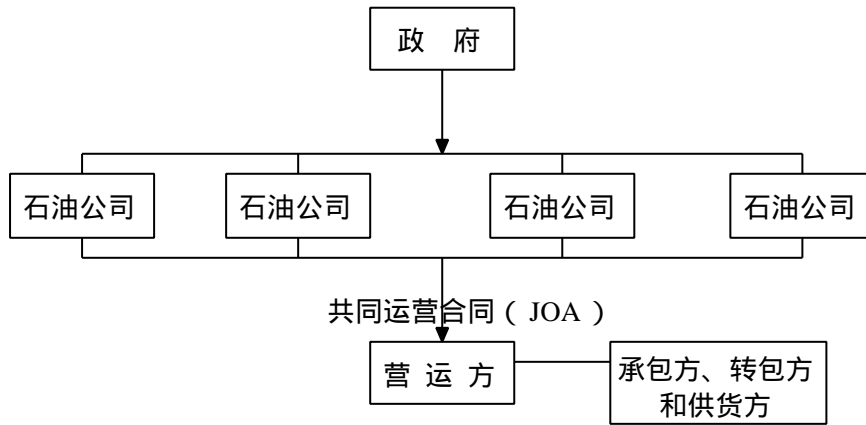 政 府
石油公司
石油公司
石油公司
石油公司
共同运营合同( JOA )
营 运 方
承包方、转包方
和供货方